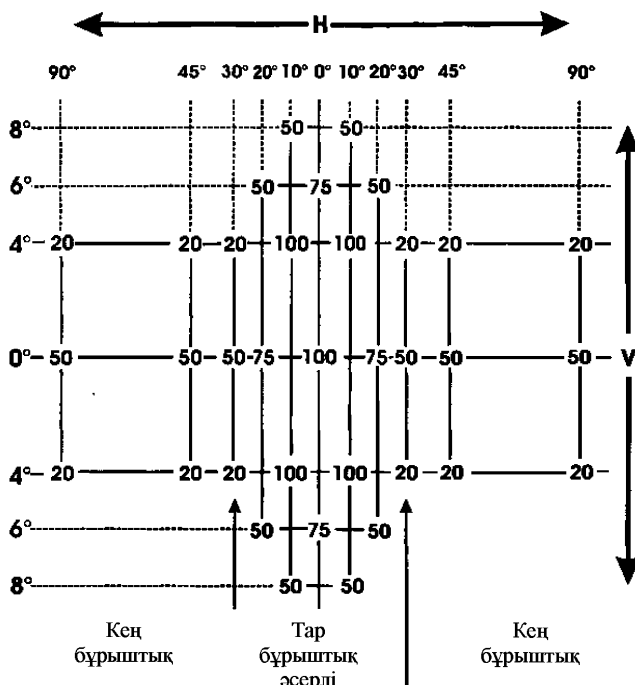 H
90° 45° 30° 20° 10° 0° 10° 20° 30° 45° 90°
8° 50 50
6° 50 75 50
4° 20 20 20 100 100 20 20 20
0° 50 50 50 75 100 75 50 50 50 V
4° 20 20 20 100 100 20 20 20
6° 50 75 50
8° 50 50
Кең Тар Кең
бұрыштық бұрыштық бұрыштық
әсерді